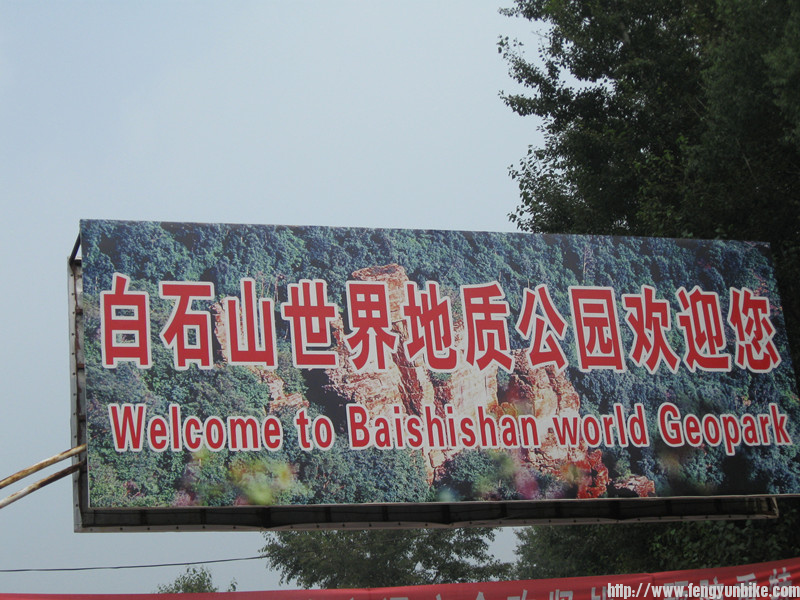 白石山世界地质公园欢迎您
Welcome to Baishishan world Geopark
http://www.fengyunbike.com